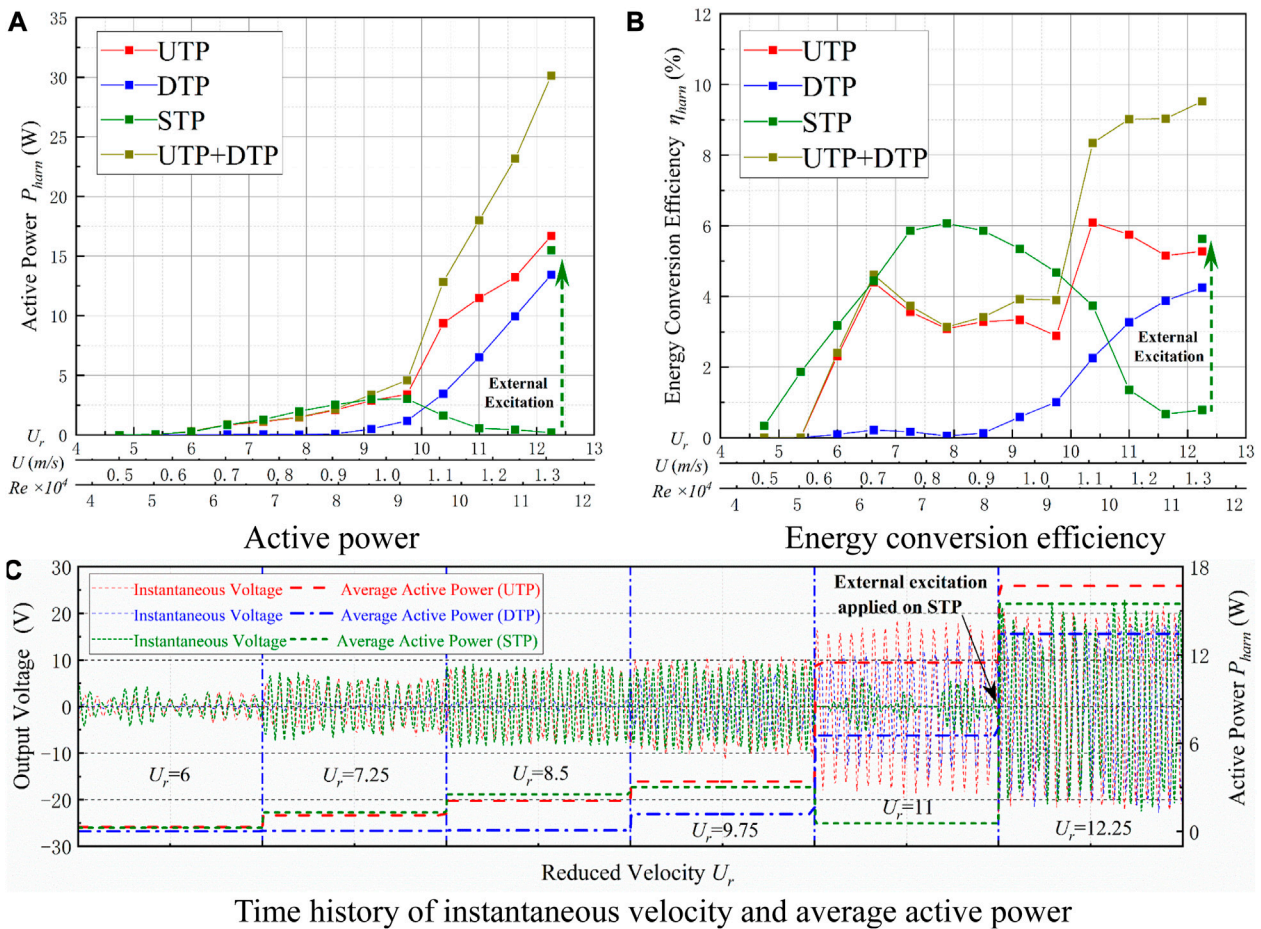 A
35
30
25
20
15
10
5
0
Active Power P_harn (W)
UTP
DTP
STP
UTP+DTP
External
Excitation
U_r
4 5 6 7 8 9 10 11 12 13
U (m/s)
0.5 0.6 0.7 0.8 0.9 1.0 1.1 1.2 1.3
Re ×10⁴
4 5 6 7 8 9 10 11 12
Active power
B
12
10
8
6
4
2
0
Energy Conversion Efficiency η_harn (%)
UTP
DTP
STP
UTP+DTP
External
Excitation
U_r
4 5 6 7 8 9 10 11 12 13
U (m/s)
0.5 0.6 0.7 0.8 0.9 1.0 1.1 1.2 1.3
Re ×10⁴
4 5 6 7 8 9 10 11 12
Energy conversion efficiency
C
30
20
10
0
-10
-20
-30
Output Voltage (V)
Instantaneous Voltage Average Active Power (UTP)
Instantaneous Voltage Average Active Power (DTP)
Instantaneous Voltage Average Active Power (STP)
External excitation
applied on STP
U_r=6
U_r=7.25
U_r=8.5
U_r=9.75
U_r=11
U_r=12.25
18
12
6
0
Active Power P_harn (W)
Reduced Velocity U_r
Time history of instantaneous velocity and average active power